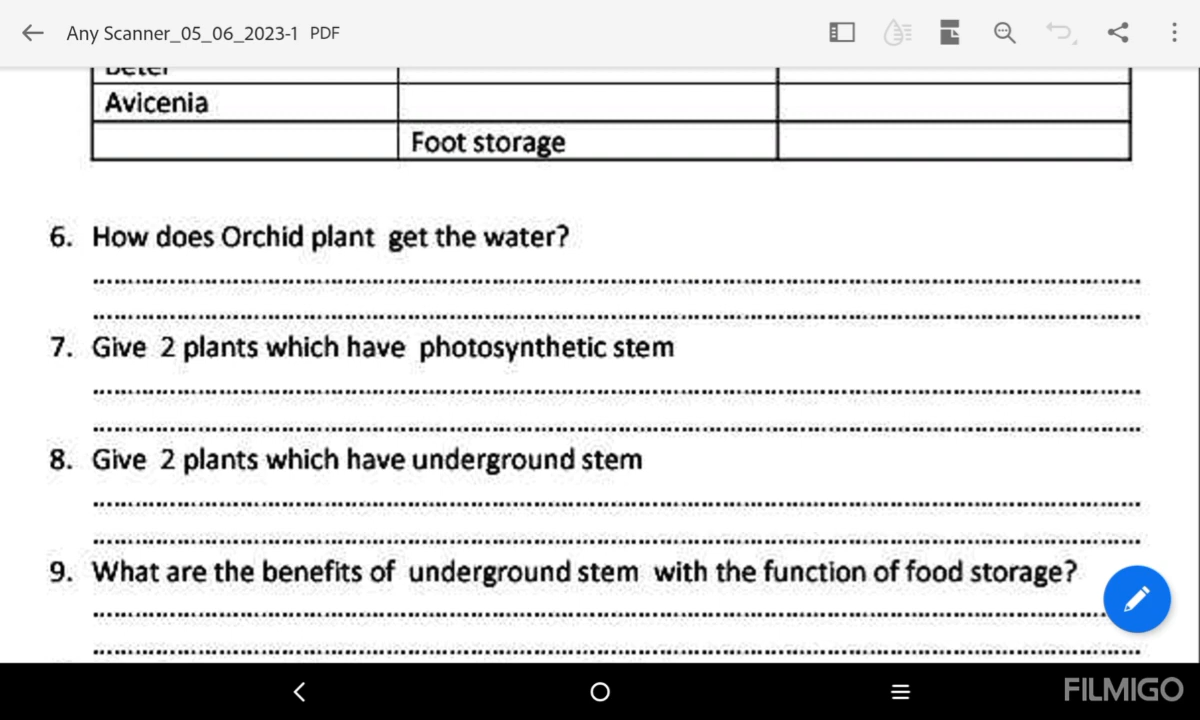 Any Scanner_05_06_2023-1 PDF
Avicenia
Foot storage
6. How does Orchid plant get the water?
7. Give 2 plants which have photosynthetic stem
8. Give 2 plants which have underground stem
9. What are the benefits of underground stem with the function of food storage?
FILMIGO